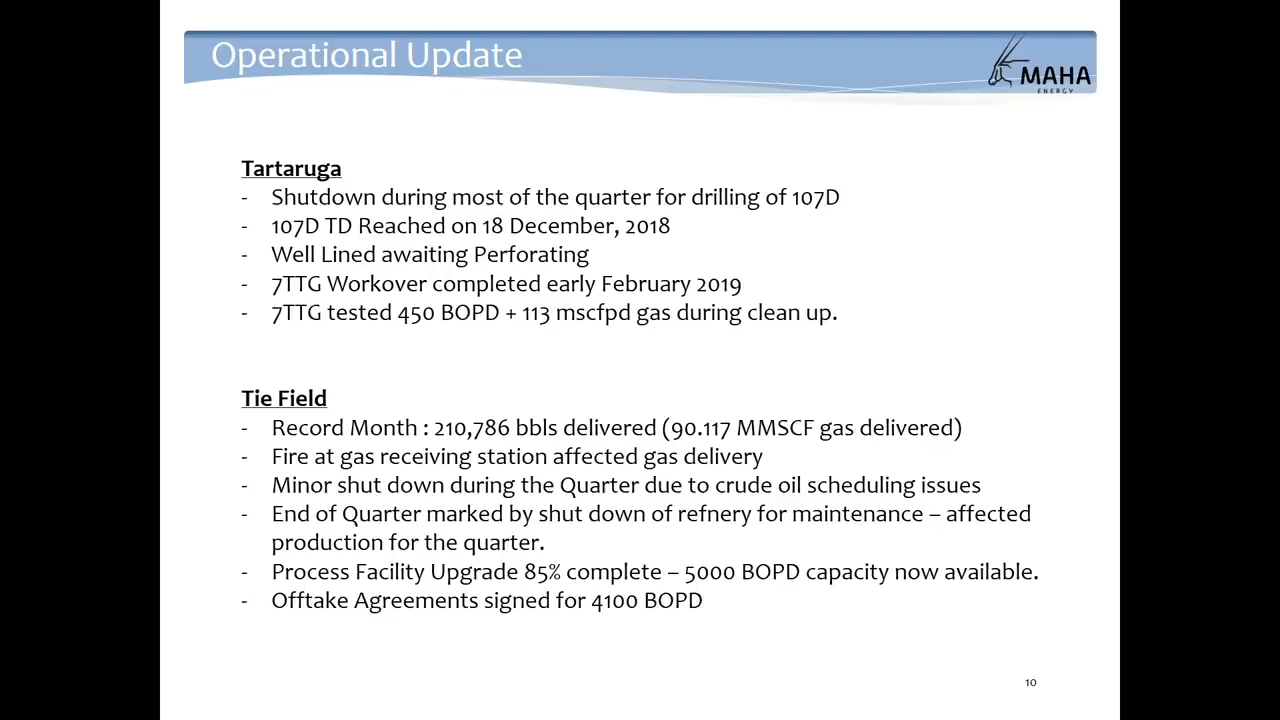 Operational Update
MAHA
ENERGY
Tartaruga
- Shutdown during most of the quarter for drilling of 107D
- 107D TD Reached on 18 December, 2018
- Well Lined awaiting Perforating
- 7TTG Workover completed early February 2019
- 7TTG tested 450 BOPD + 113 mscfpd gas during clean up.
Tie Field
- Record Month : 210,786 bbls delivered (90.117 MMSCF gas delivered)
- Fire at gas receiving station affected gas delivery
- Minor shut down during the Quarter due to crude oil scheduling issues
- End of Quarter marked by shut down of refnery for maintenance – affected
production for the quarter.
- Process Facility Upgrade 85% complete – 5000 BOPD capacity now available.
- Offtake Agreements signed for 4100 BOPD
10